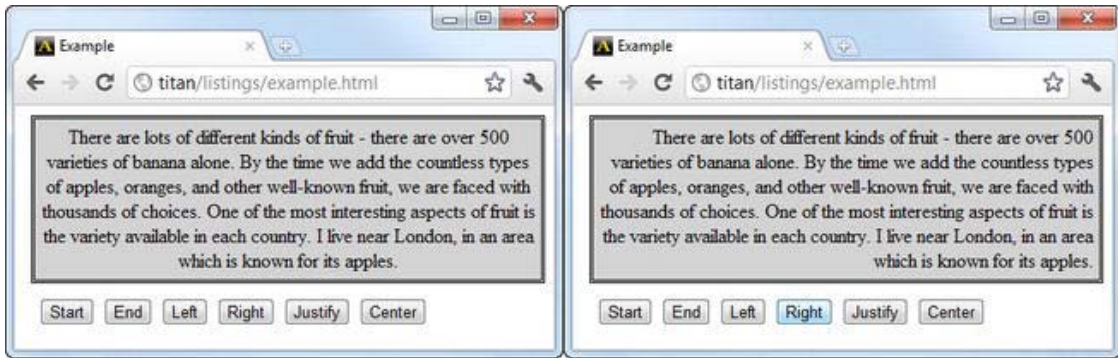 Example
titan/listings/example.html
There are lots of different kinds of fruit - there are over 500
varieties of banana alone. By the time we add the countless types
of apples, oranges, and other well-known fruit, we are faced with
thousands of choices. One of the most interesting aspects of fruit is
the variety available in each country. I live near London, in an area
which is known for its apples.
Start End Left Right Justify Center
Example
titan/listings/example.html
There are lots of different kinds of fruit - there are over 500
varieties of banana alone. By the time we add the countless types
of apples, oranges, and other well-known fruit, we are faced with
thousands of choices. One of the most interesting aspects of fruit is
the variety available in each country. I live near London, in an area
which is known for its apples.
Start End Left Right Justify Center